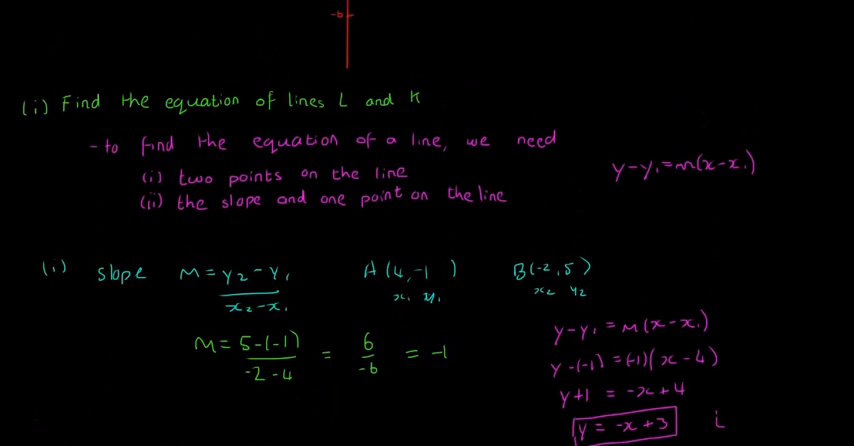 -6
(i) Find the equation of lines L and K
- to find the equation of a line, we need
(i) two points on the line
(ii) the slope and one point on the line
y-y₁=m(x-x₁)
(i) slope M = y₂-y₁/x₂-x₁ A(4,-1) B(-2,5)
x₁ y₁ x₂ y₂
M = 5-(-1)/-2-4 = 6/-6 = -1
y-y₁=m(x-x₁)
y-(-1)=(-1)(x-4)
y+1 = -x+4
y = -x+3 L